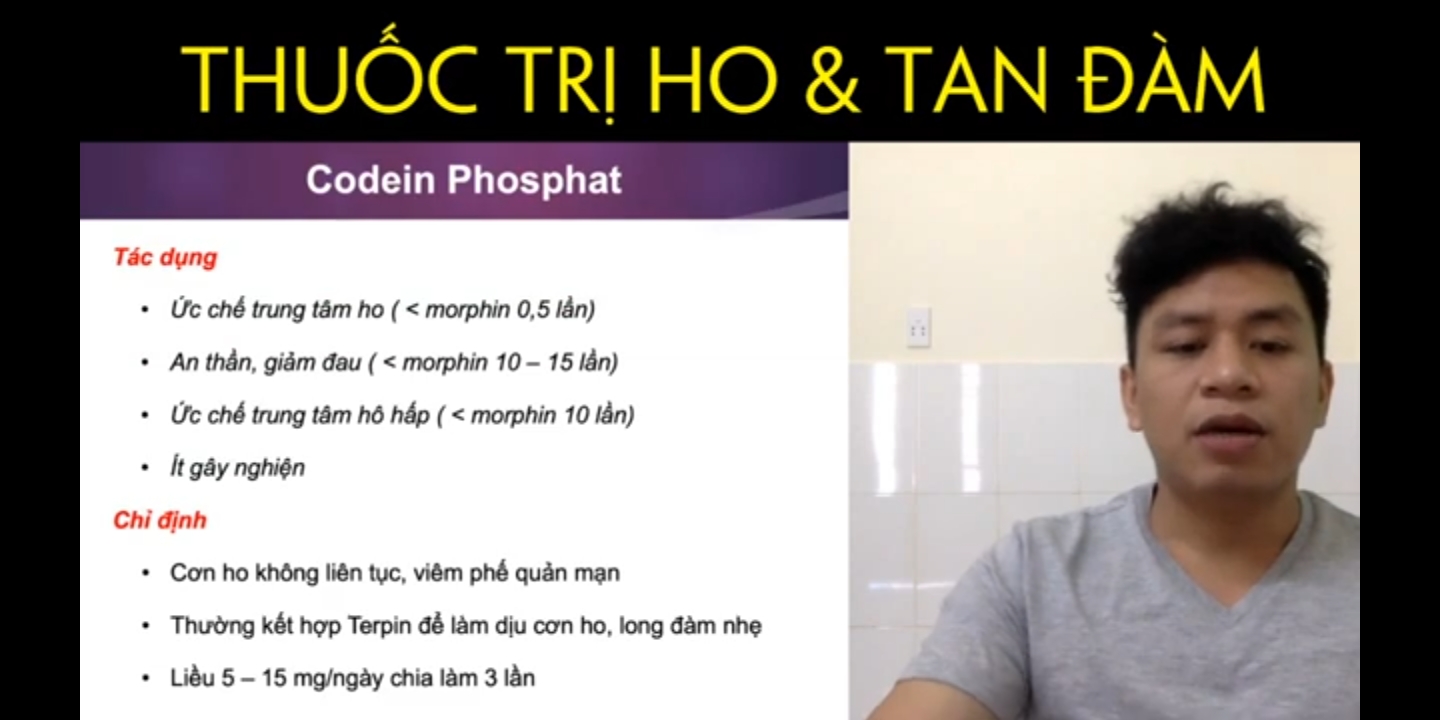 THUỐC TRỊ HO & TAN ĐÀM
Codein Phosphat
Tác dụng
• Ức chế trung tâm ho ( < morphin 0,5 lần)
• An thần, giảm đau ( < morphin 10 – 15 lần)
• Ức chế trung tâm hô hấp ( < morphin 10 lần)
• Ít gây nghiện
Chỉ định
• Cơn ho không liên tục, viêm phế quản mạn
• Thường kết hợp Terpin để làm dịu cơn ho, long đàm nhẹ
• Liều 5 – 15 mg/ngày chia làm 3 lần